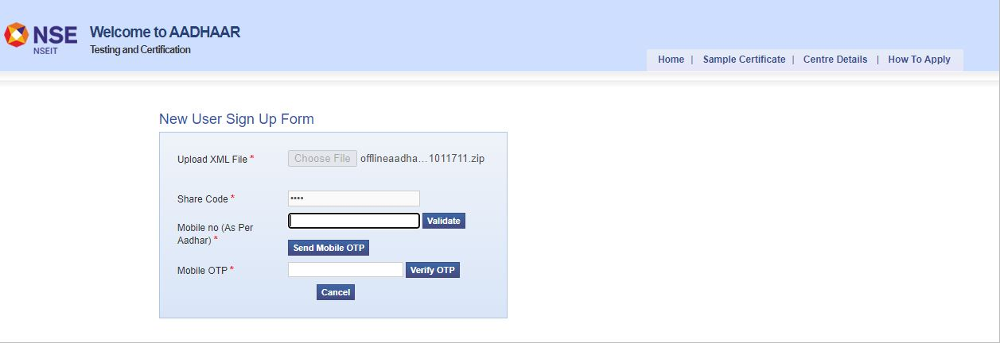 NSE
NSEIT
Welcome to AADHAAR
Testing and Certification
Home | Sample Certificate | Centre Details | How To Apply
New User Sign Up Form
Upload XML File * Choose File offlineaadha…1011711.zip
Share Code * ••••
Mobile no (As Per Validate
Aadhar) *
Send Mobile OTP
Mobile OTP * Verify OTP
Cancel